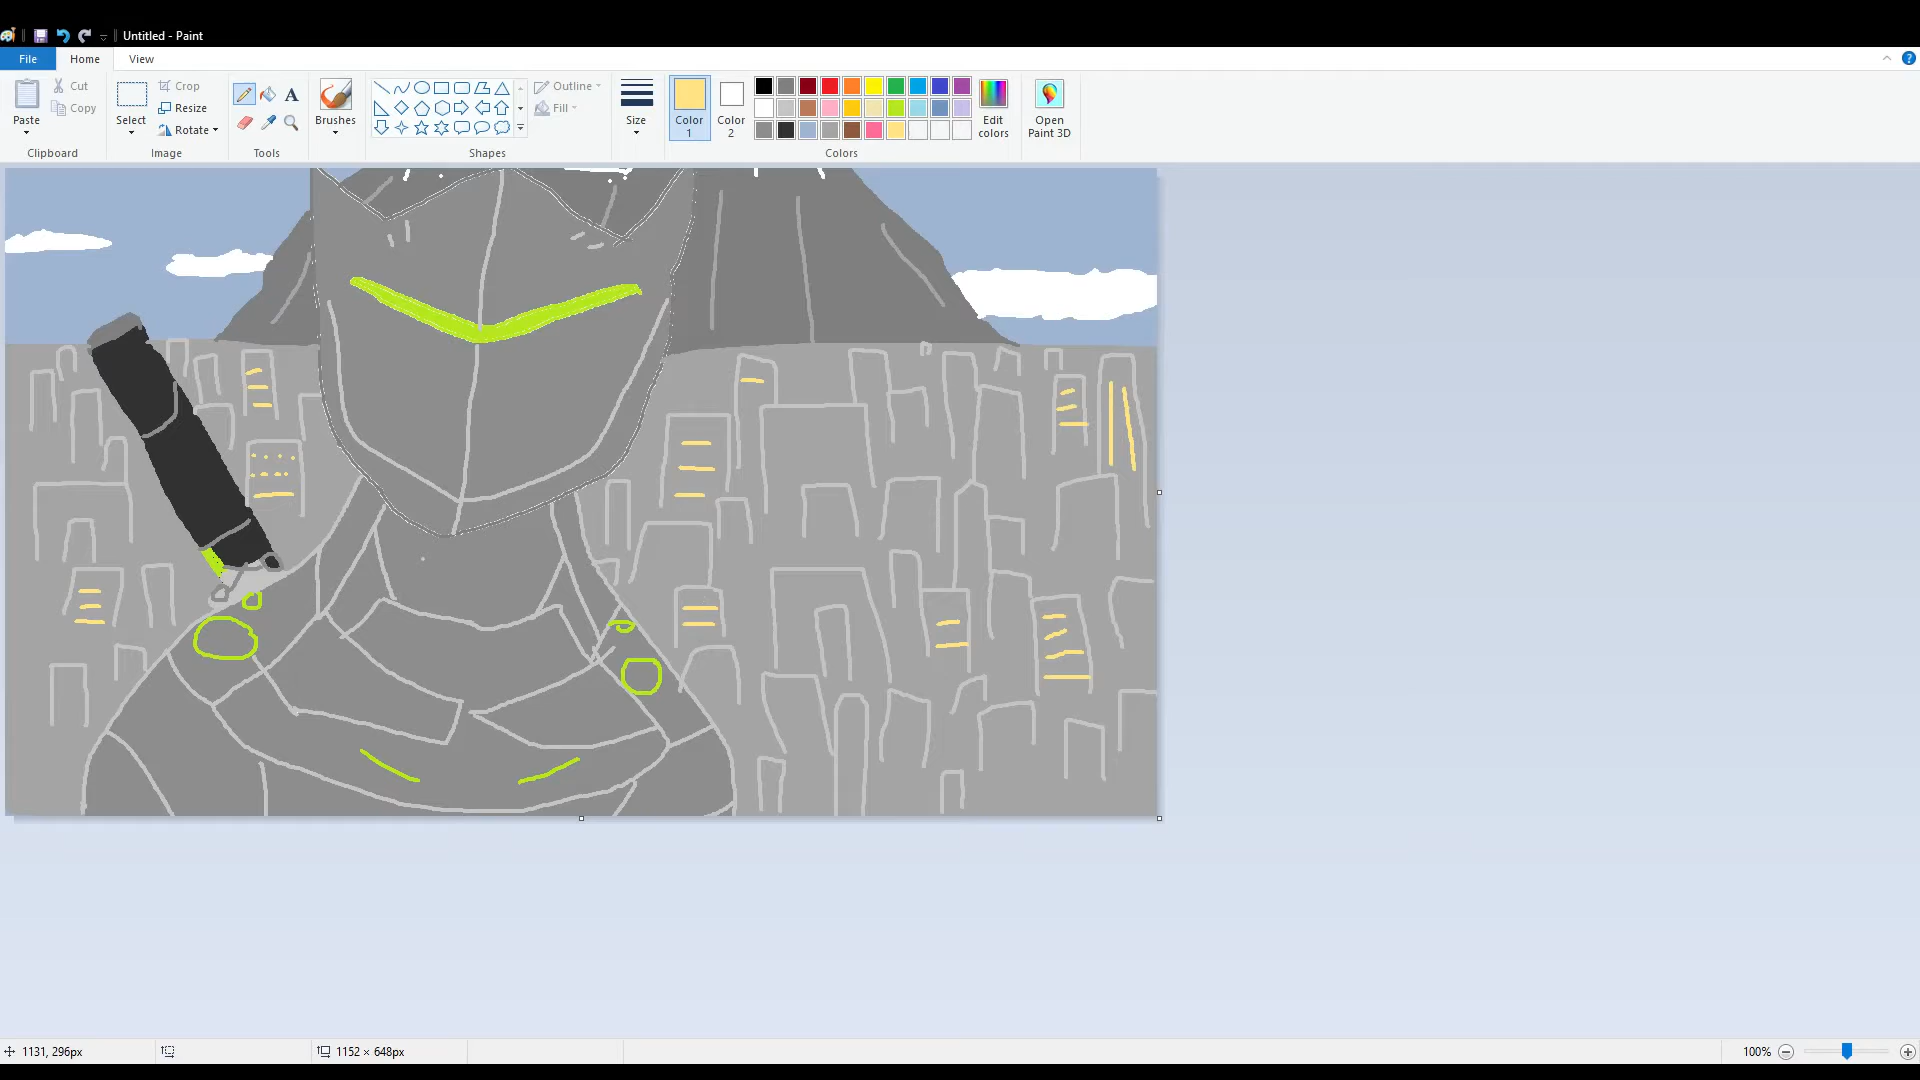 Untitled - Paint
File Home View
Paste
Cut
Copy
Clipboard
Select
Crop
Resize
Rotate
Image
A
Tools
Brushes
Shapes
Outline
Fill
Size
Color 1
Color 2
Edit colors
Colors
Open Paint 3D
?
1131, 296px
1152 × 648px
100%